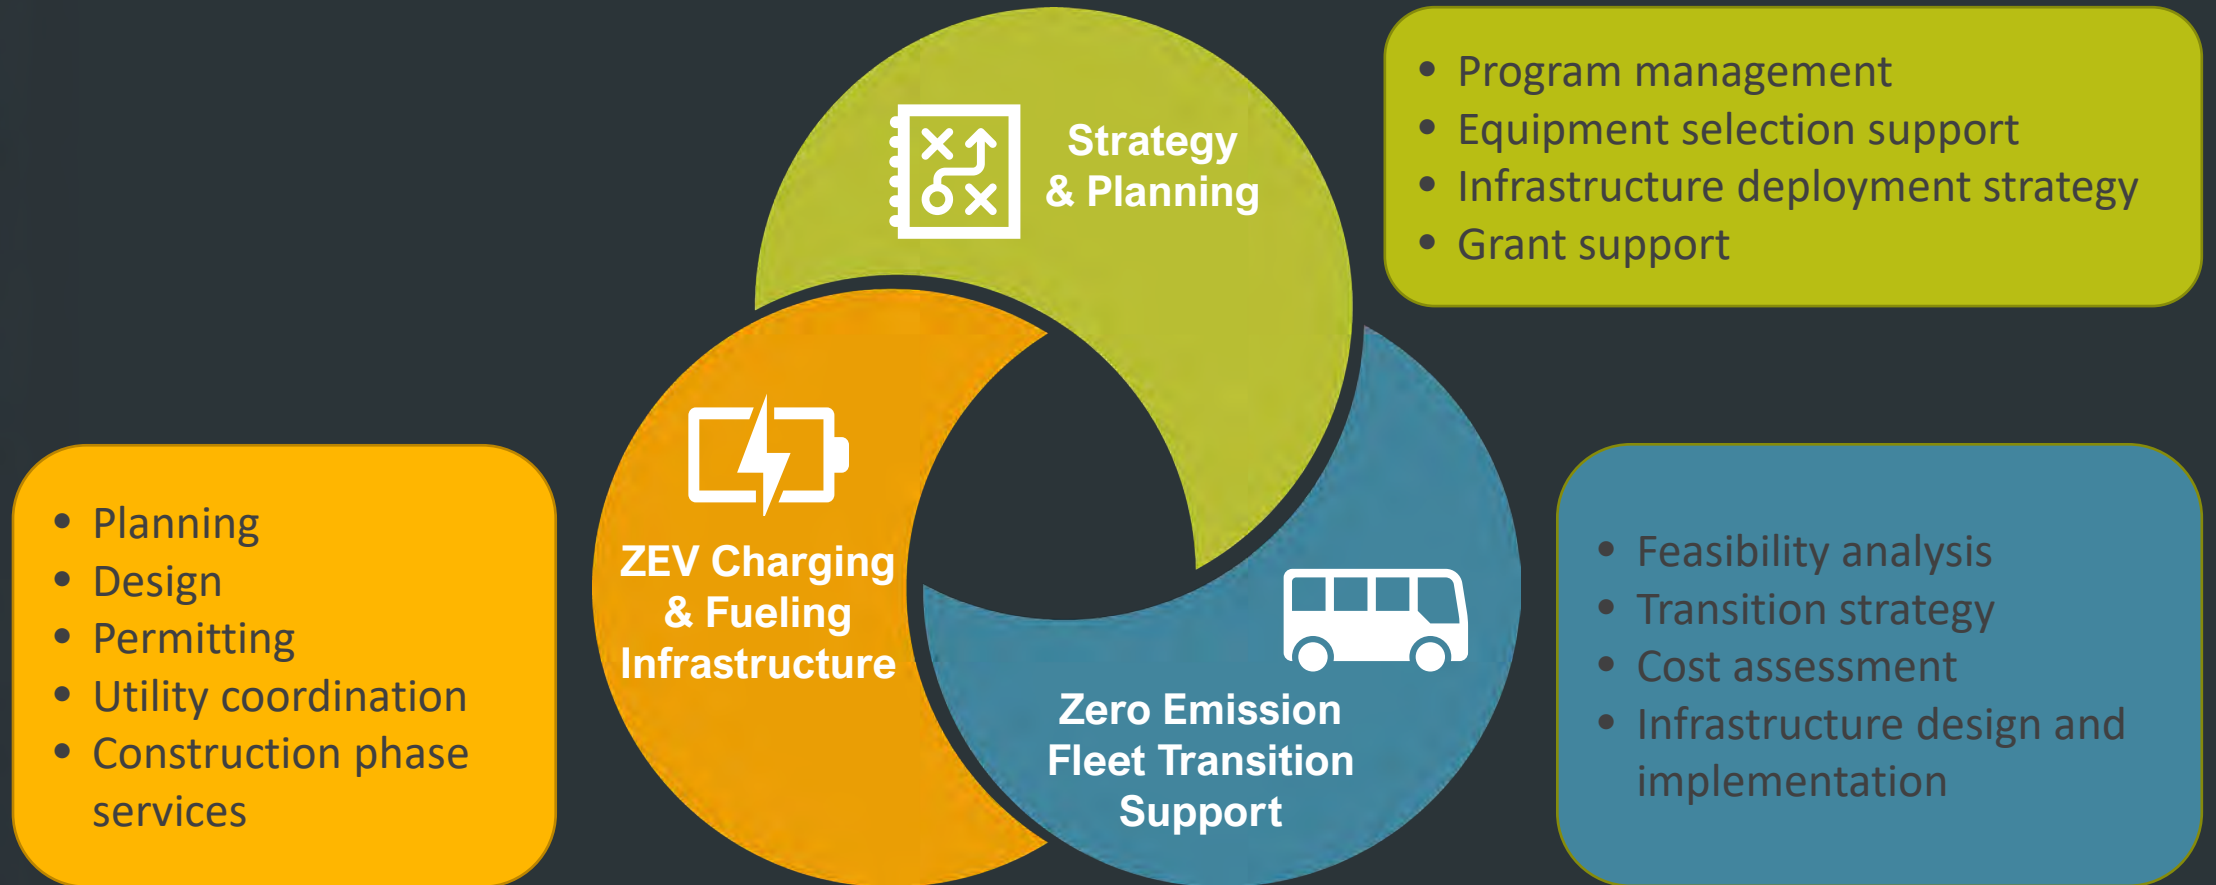 Strategy
& Planning
• Program management
• Equipment selection support
• Infrastructure deployment strategy
• Grant support
ZEV Charging
& Fueling
Infrastructure
• Planning
• Design
• Permitting
• Utility coordination
• Construction phase
services
Zero Emission
Fleet Transition
Support
• Feasibility analysis
• Transition strategy
• Cost assessment
• Infrastructure design and
implementation